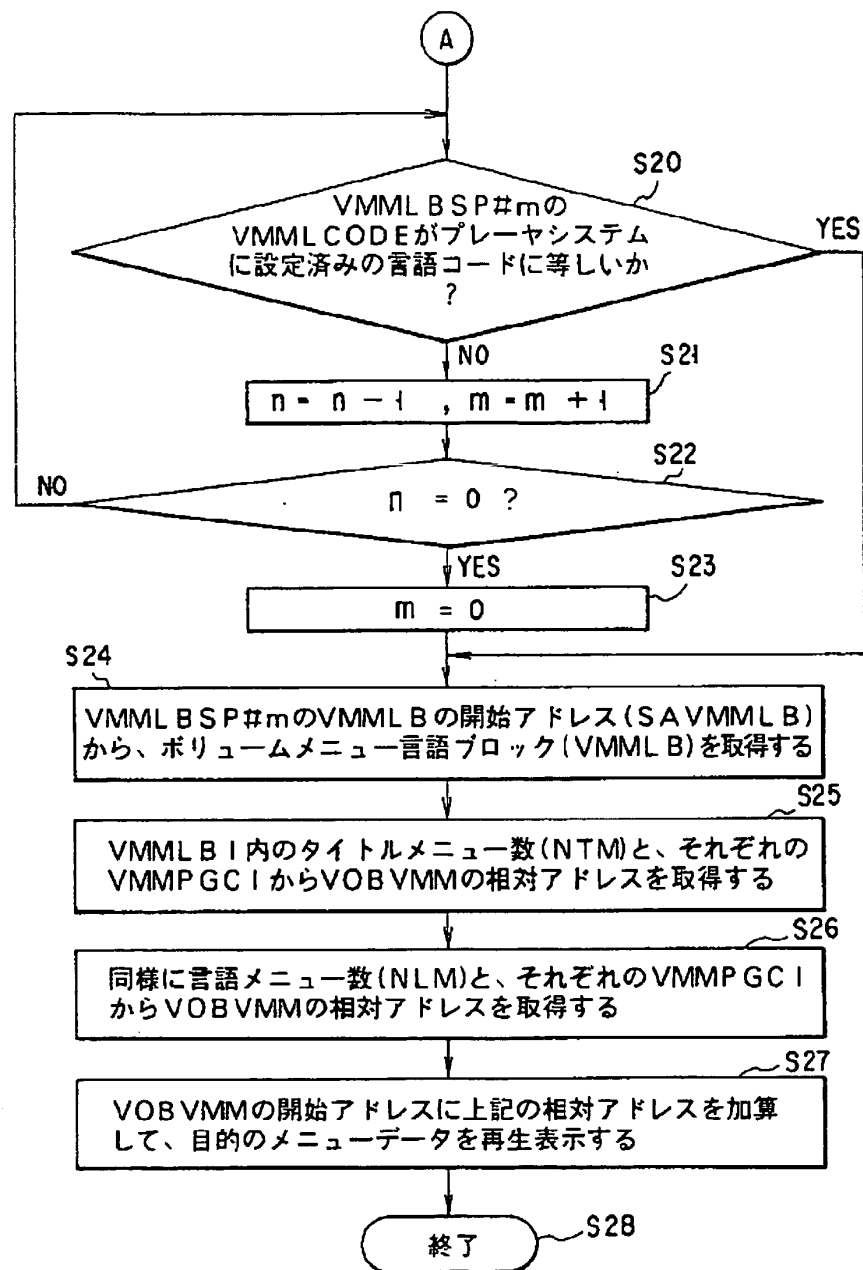 A
S20
VMMLBSP#mの
VMMLCODEがプレーヤシステム
に設定済みの言語コードに等しいか
?
YES
NO
S21
n = n - 1 , m = m + 1
S22
NO
n = 0 ?
YES
S23
m = 0
S24
VMMLBSP#mのVMMLBの開始アドレス(SAVMMLB)
から、ボリュームメニュー言語ブロック(VMMLB)を取得する
S25
VMMLBI内のタイトルメニュー数(NTM)と、それぞれの
VMMPGCIからVOBVMMの相対アドレスを取得する
S26
同様に言語メニュー数(NLM)と、それぞれのVMMPGCI
からVOBVMMの相対アドレスを取得する
S27
VOBVMMの開始アドレスに上記の相対アドレスを加算
して、目的のメニューデータを再生表示する
終了
S28